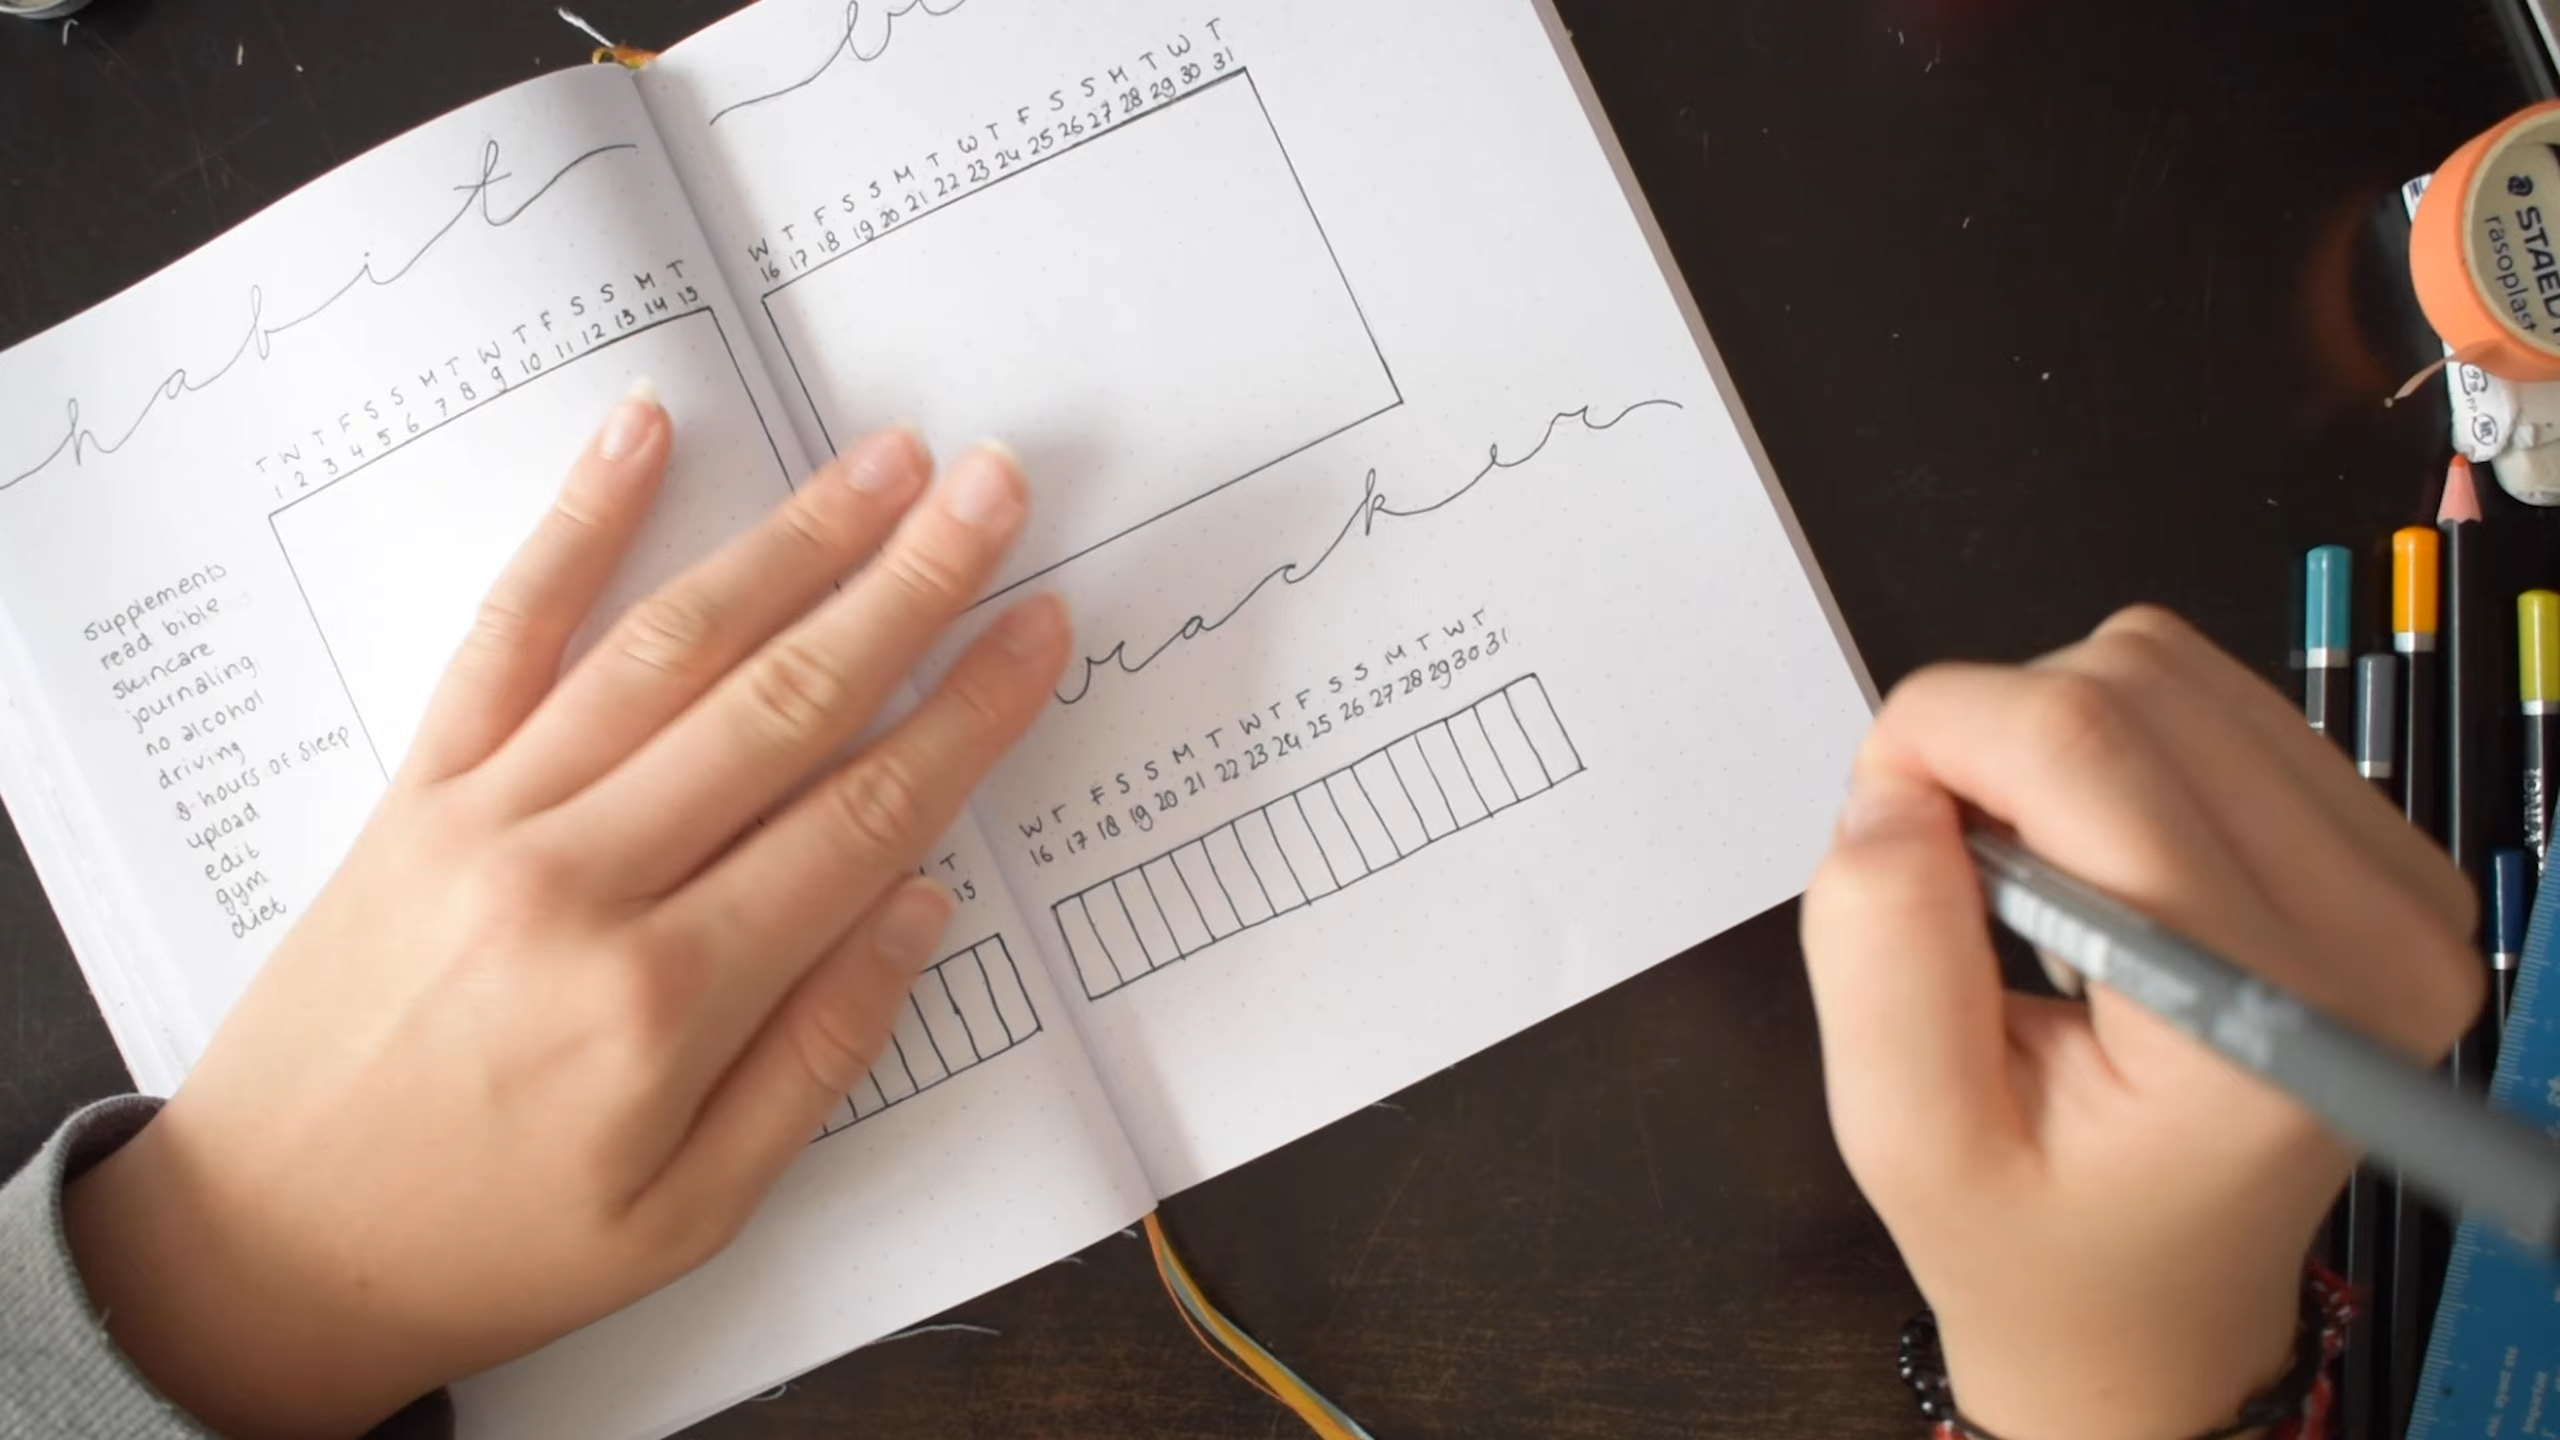 habit
T W T F S S M T W T F S S M T
1 2 3 4 5 6 7 8 9 10 11 12 13 14 15
supplements
read bible
skincare
journaling
no alcohol
driving
8 hours of sleep
upload
edit
gym
diet
T
15
W T F S S M T W T F S S M T W T
16 17 18 19 20 21 22 23 24 25 26 27 28 29 30 31
racker
W T F S S M T W T F S S M T W T
16 17 18 19 20 21 22 23 24 25 26 27 28 29 30 31
STAEDT
rasoplast